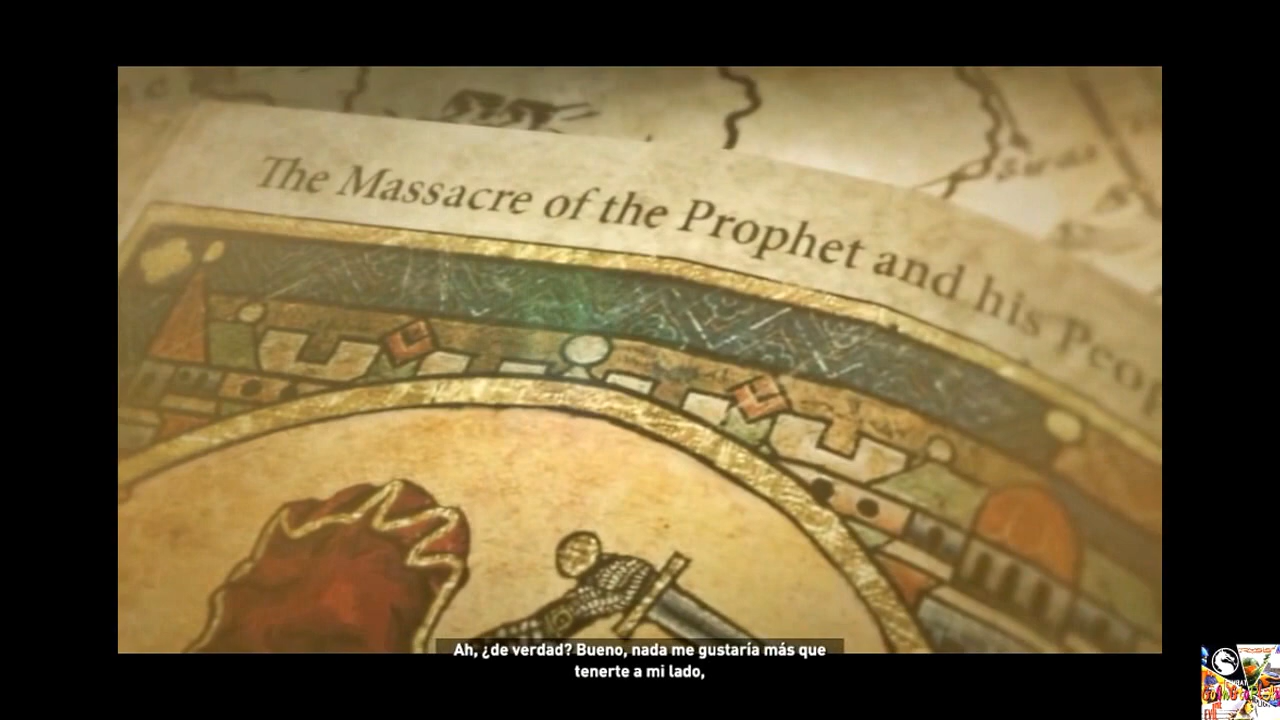 The Massacre of the Prophet and his Peop
Ah, ¿de verdad? Bueno, nada me gustaría más que
tenerte a mi lado,